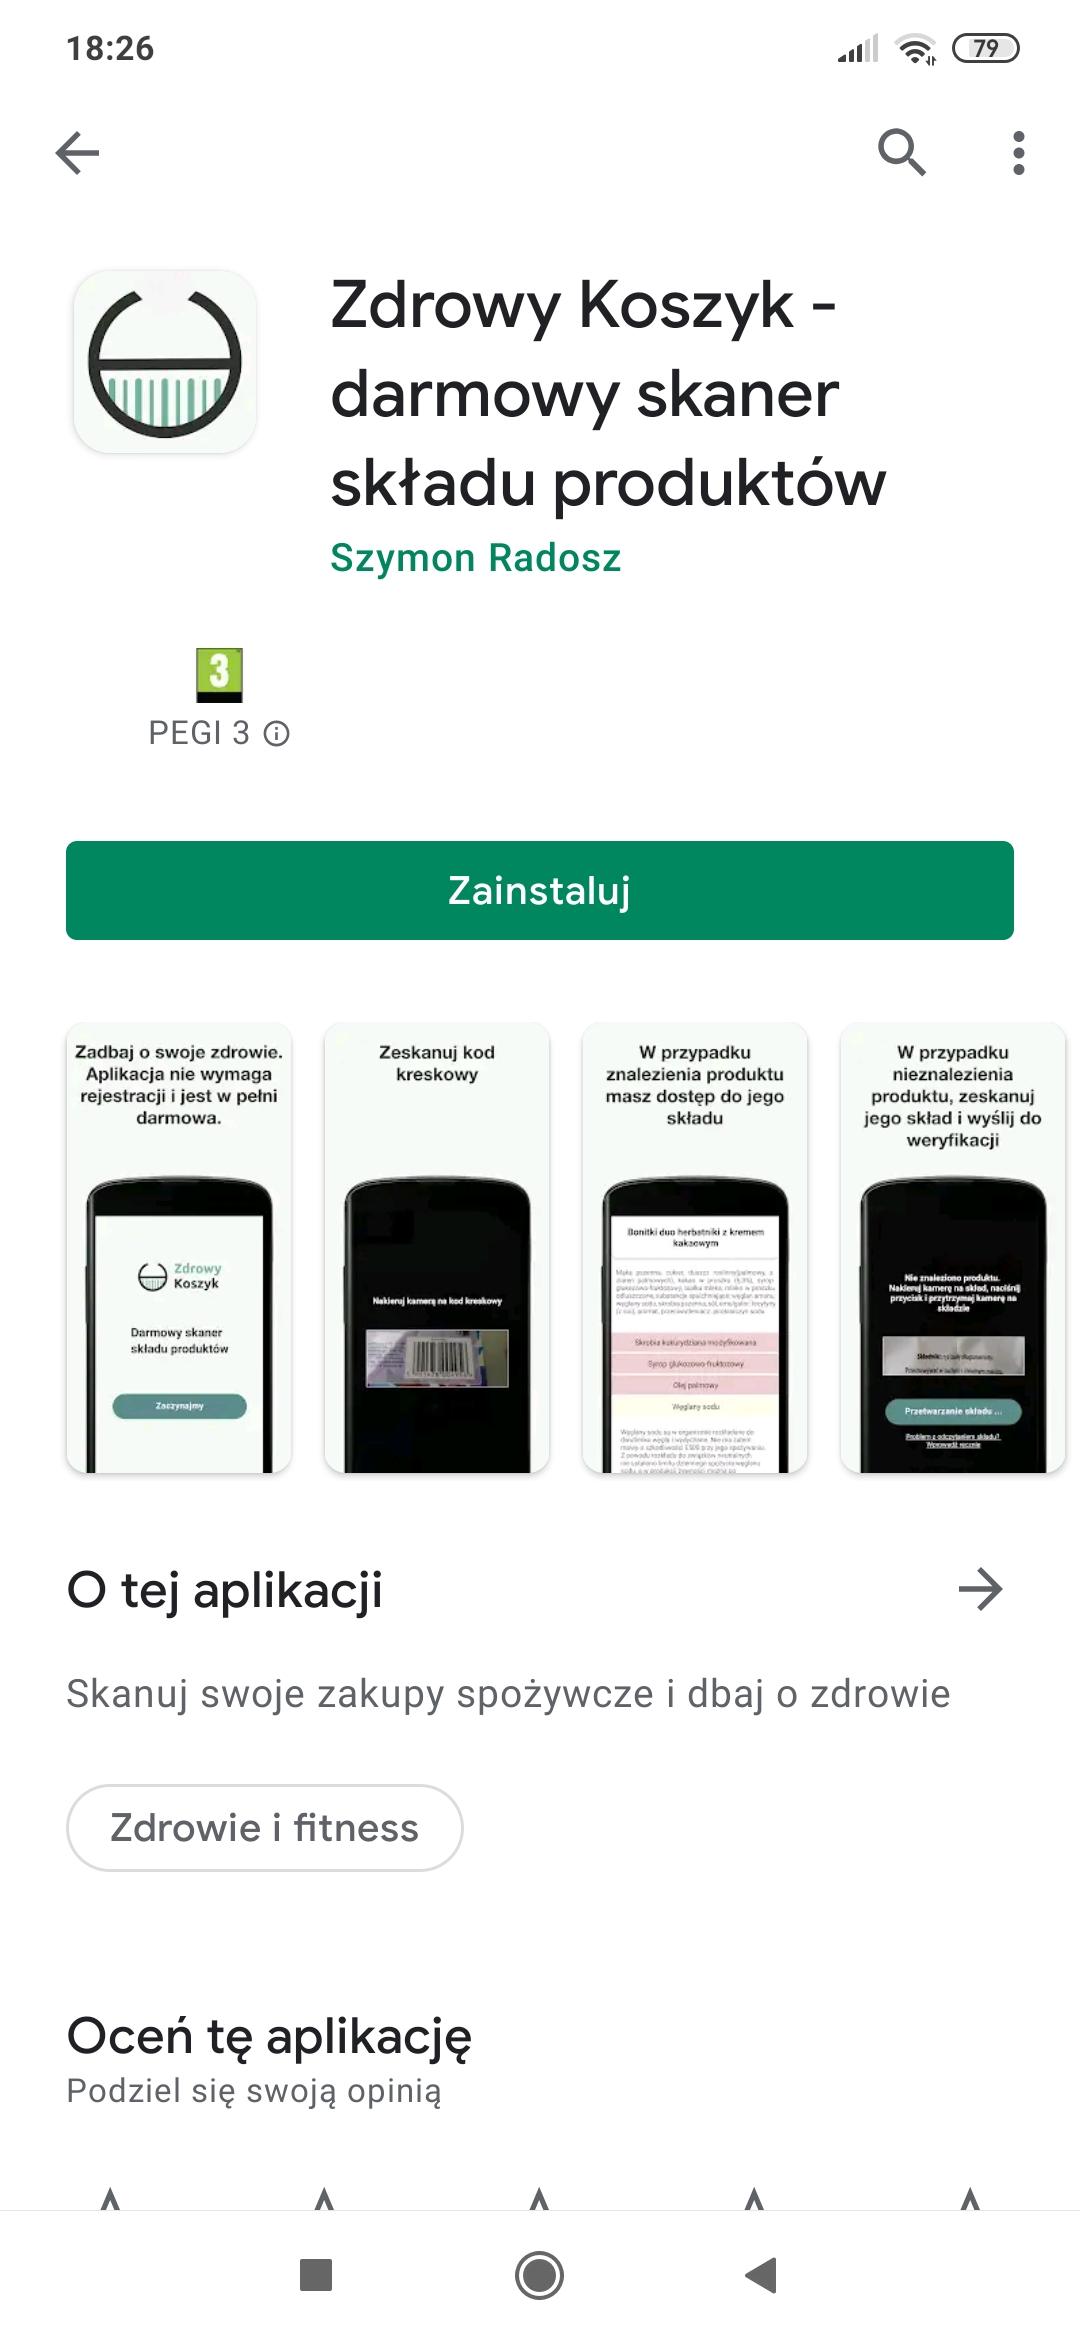 18:26
79
Zdrowy Koszyk -
darmowy skaner
składu produktów
Szymon Radosz
3
PEGI 3
Zainstaluj
Zadbaj o swoje zdrowie.
Aplikacja nie wymaga
rejestracji i jest w pełni
darmowa.
Zdrowy
Koszyk
Darmowy skaner
składu produktów
Zaczynajmy
Zeskanuj kod
kreskowy
Nakieruj kamerę na kod kreskowy
W przypadku
znalezienia produktu
masz dostęp do jego
składu
Bonitki duo herbatniki z kremem
kakaowym
Skrobia kukurydziana modyfikowana
Syrop glukozowo-fruktozowy
Olej palmowy
Węglany sodu
W przypadku
nieznalezienia
produktu, zeskanuj
jego skład i wyślij do
weryfikacji
Nie znaleziono produktu.
Nakieruj kamerę na skład, naciśnij
przycisk i przytrzymaj kamerę na
składzie
Przetwarzanie składu ...
Problem z odczytaniem składu?
Wprowadź ręcznie
O tej aplikacji
Skanuj swoje zakupy spożywcze i dbaj o zdrowie
Zdrowie i fitness
Oceń tę aplikację
Podziel się swoją opinią